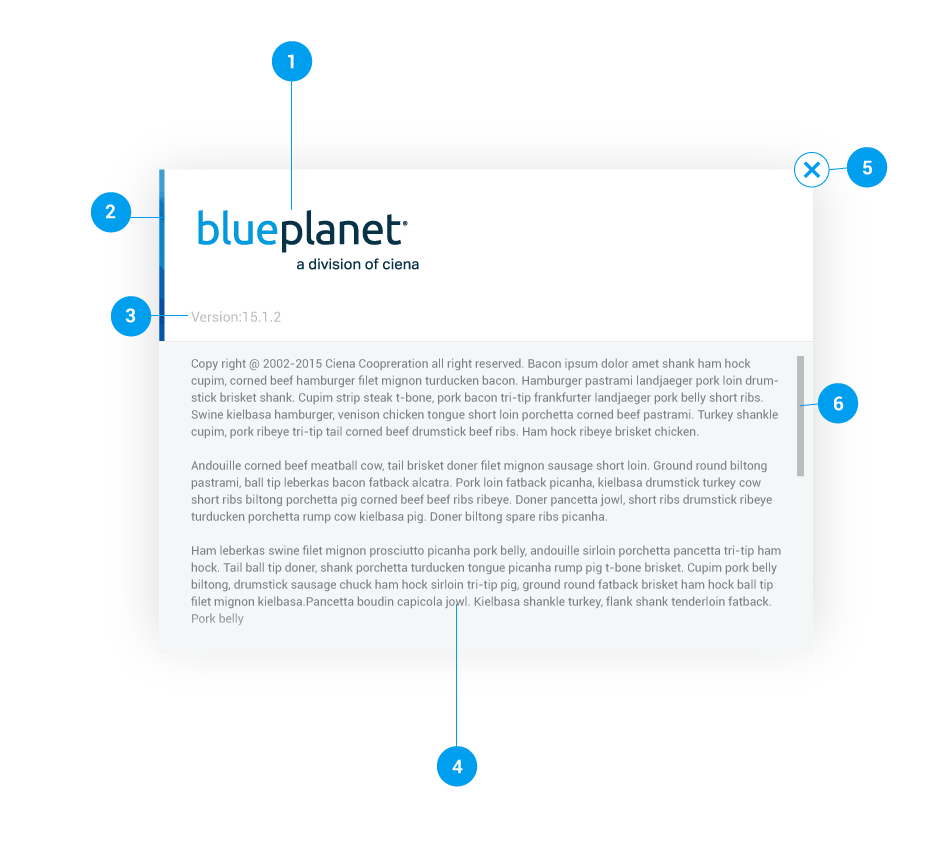 1
5
2
blueplanet®
a division of ciena
3
Version:15.1.2
Copy right @ 2002-2015 Ciena Coopreration all right reserved. Bacon ipsum dolor amet shank ham hock
cupim, corned beef hamburger filet mignon turducken bacon. Hamburger pastrami landjaeger pork loin drum-
stick brisket shank. Cupim strip steak t-bone, pork bacon tri-tip frankfurter landjaeger pork belly short ribs.
6
Swine kielbasa hamburger, venison chicken tongue short loin porchetta corned beef pastrami. Turkey shankle
cupim, pork ribeye tri-tip tail corned beef drumstick beef ribs. Ham hock ribeye brisket chicken.
Andouille corned beef meatball cow, tail brisket doner filet mignon sausage short loin. Ground round biltong
pastrami, ball tip leberkas bacon fatback alcatra. Pork loin fatback picanha, kielbasa drumstick turkey cow
short ribs biltong porchetta pig corned beef beef ribs ribeye. Doner pancetta jowl, short ribs drumstick ribeye
turducken porchetta rump cow kielbasa pig. Doner biltong spare ribs picanha.
Ham leberkas swine filet mignon prosciutto picanha pork belly, andouille sirloin porchetta pancetta tri-tip ham
hock. Tail ball tip doner, shank porchetta turducken tongue picanha rump pig t-bone brisket. Cupim pork belly
biltong, drumstick sausage chuck ham hock sirloin tri-tip pig, ground round fatback brisket ham hock ball tip
filet mignon kielbasa.Pancetta boudin capicola jowl. Kielbasa shankle turkey, flank shank tenderloin fatback.
Pork belly
4